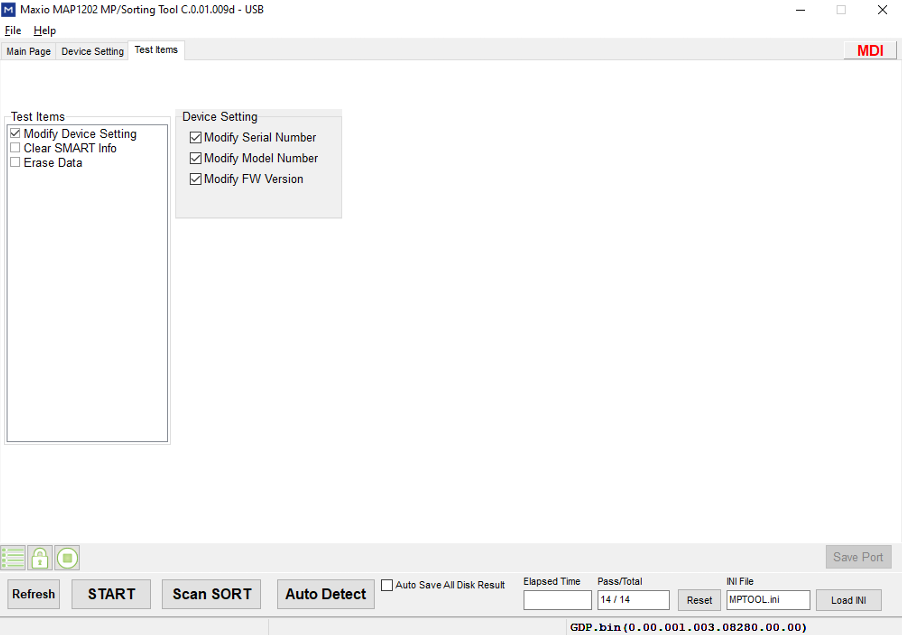 M Maxio MAP1202 MP/Sorting Tool C.0.01.009d - USB
File Help
Main Page Device Setting Test Items MDI
Test Items
Modify Device Setting
Clear SMART Info
Erase Data
Device Setting
Modify Serial Number
Modify Model Number
Modify FW Version
Save Port
Refresh START Scan SORT Auto Detect Auto Save All Disk Result
Elapsed Time Pass/Total INI File
14 / 14 Reset MPTOOL.ini Load INI
GDP.bin(0.00.001.003.08280.00.00)